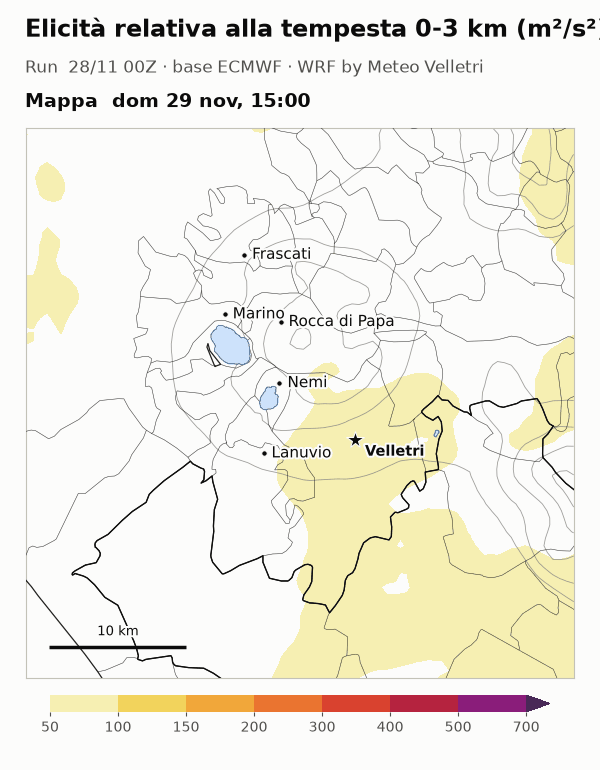 Elicità relativa alla tempesta 0-3 km (m²/s²)
Run 28/11 00Z · base ECMWF · WRF by Meteo Velletri
Mappa dom 29 nov, 15:00
Frascati
Marino
Rocca di Papa
Nemi
Velletri
Lanuvio
10 km
50 100 150 200 300 400 500 700